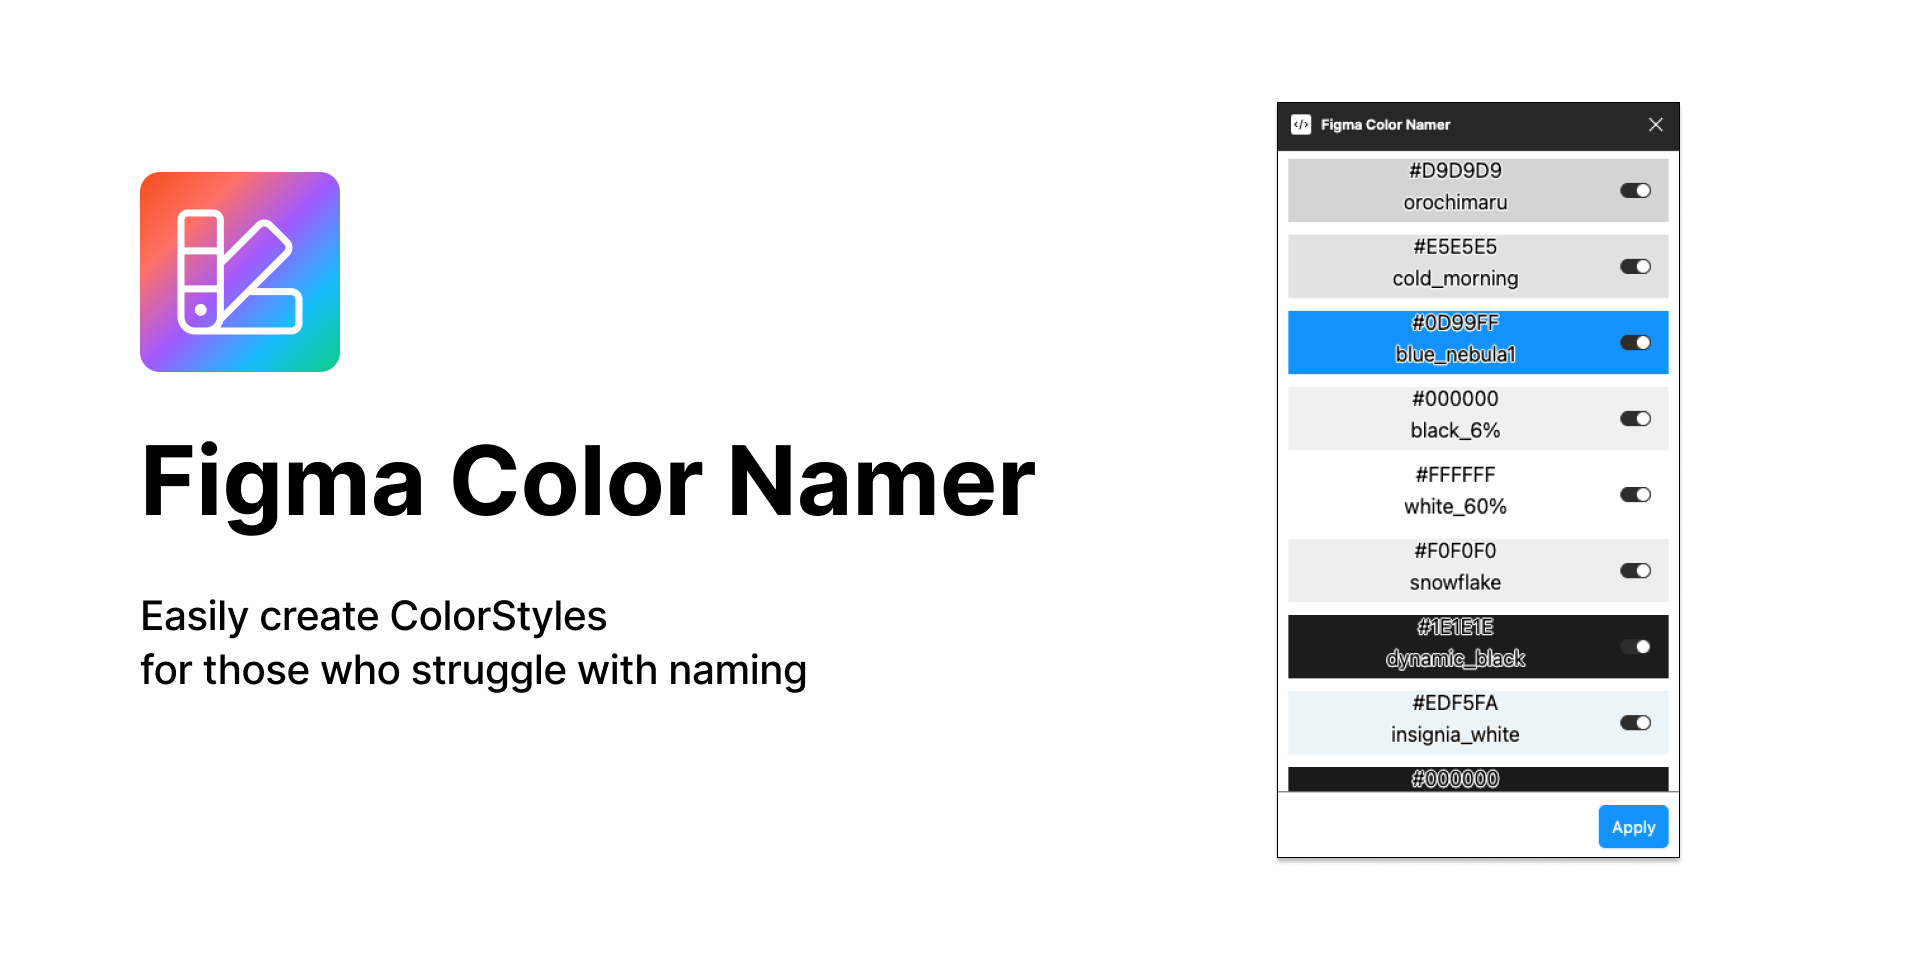 Figma Color Namer
Easily create ColorStyles
for those who struggle with naming
</> Figma Color Namer
#D9D9D9
orochimaru
#E5E5E5
cold_morning
#0D99FF
blue_nebula1
#000000
black_6%
#FFFFFF
white_60%
#F0F0F0
snowflake
#1E1E1E
dynamic_black
#EDF5FA
insignia_white
#000000
Apply